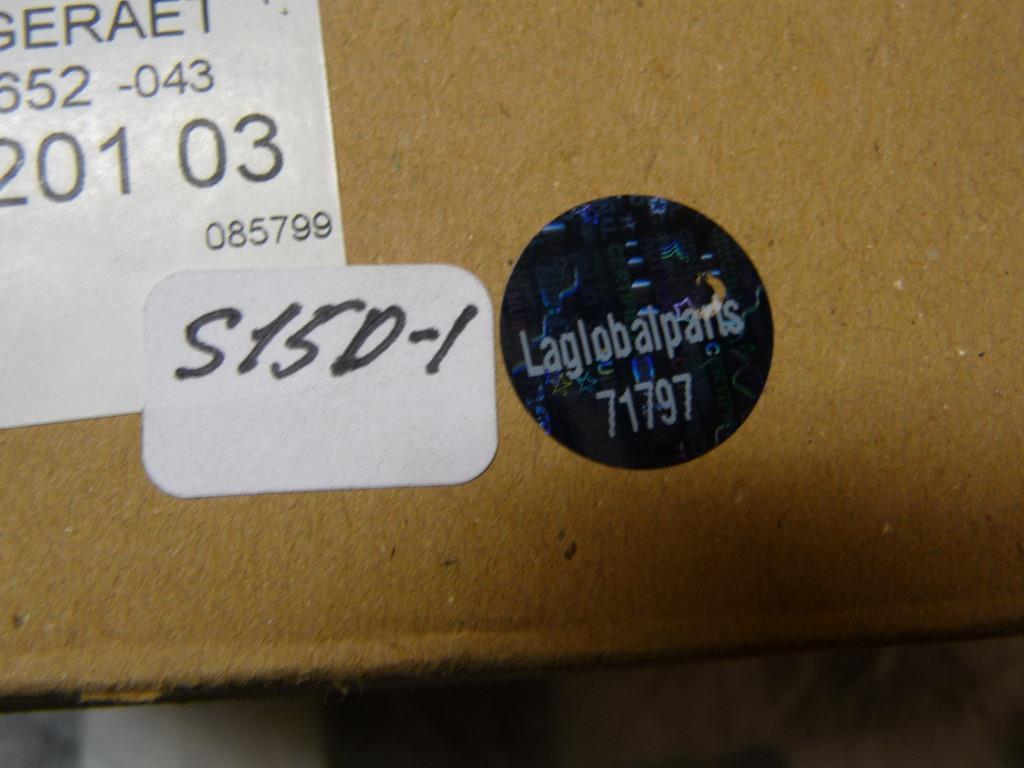 GERAET
652 -043
201 03
085799
S15D-1
Laglobalparts
71797